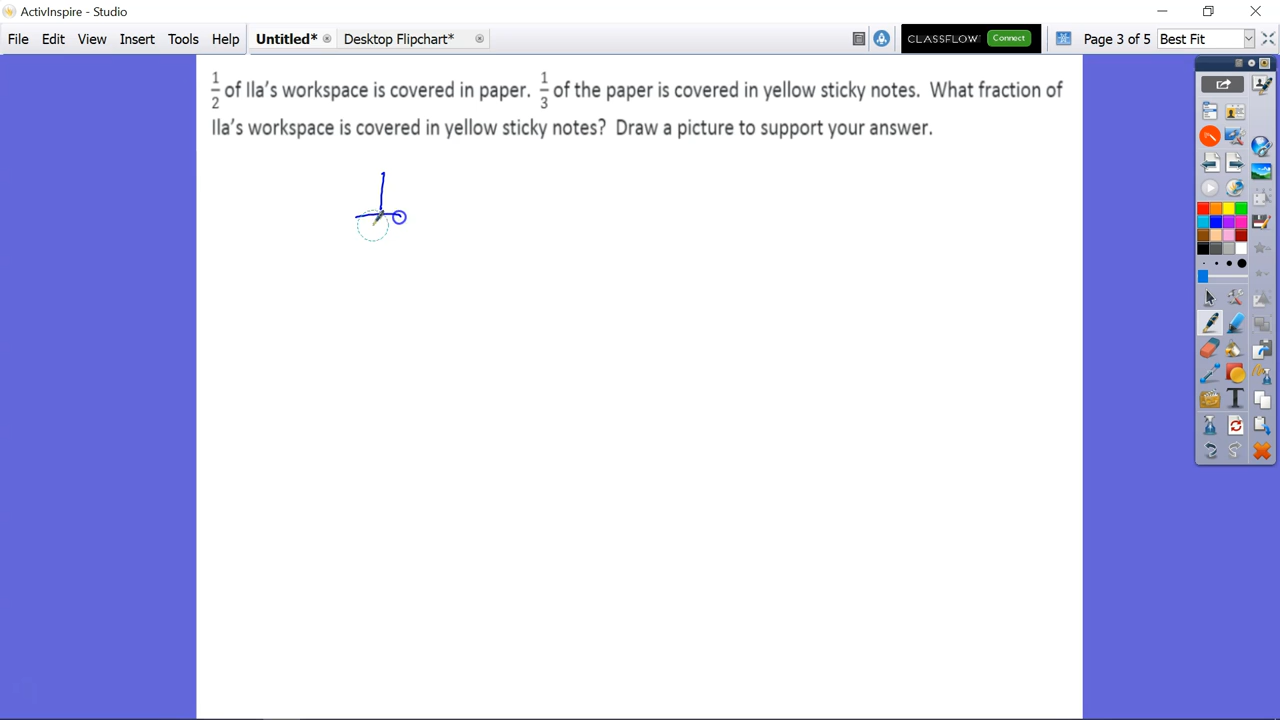 ActivInspire - Studio
File Edit View Insert Tools Help Untitled* Desktop Flipchart* CLASSFLOW Connect Page 3 of 5 Best Fit
1/2 of Ila's workspace is covered in paper. 1/3 of the paper is covered in yellow sticky notes. What fraction of
Ila's workspace is covered in yellow sticky notes? Draw a picture to support your answer.